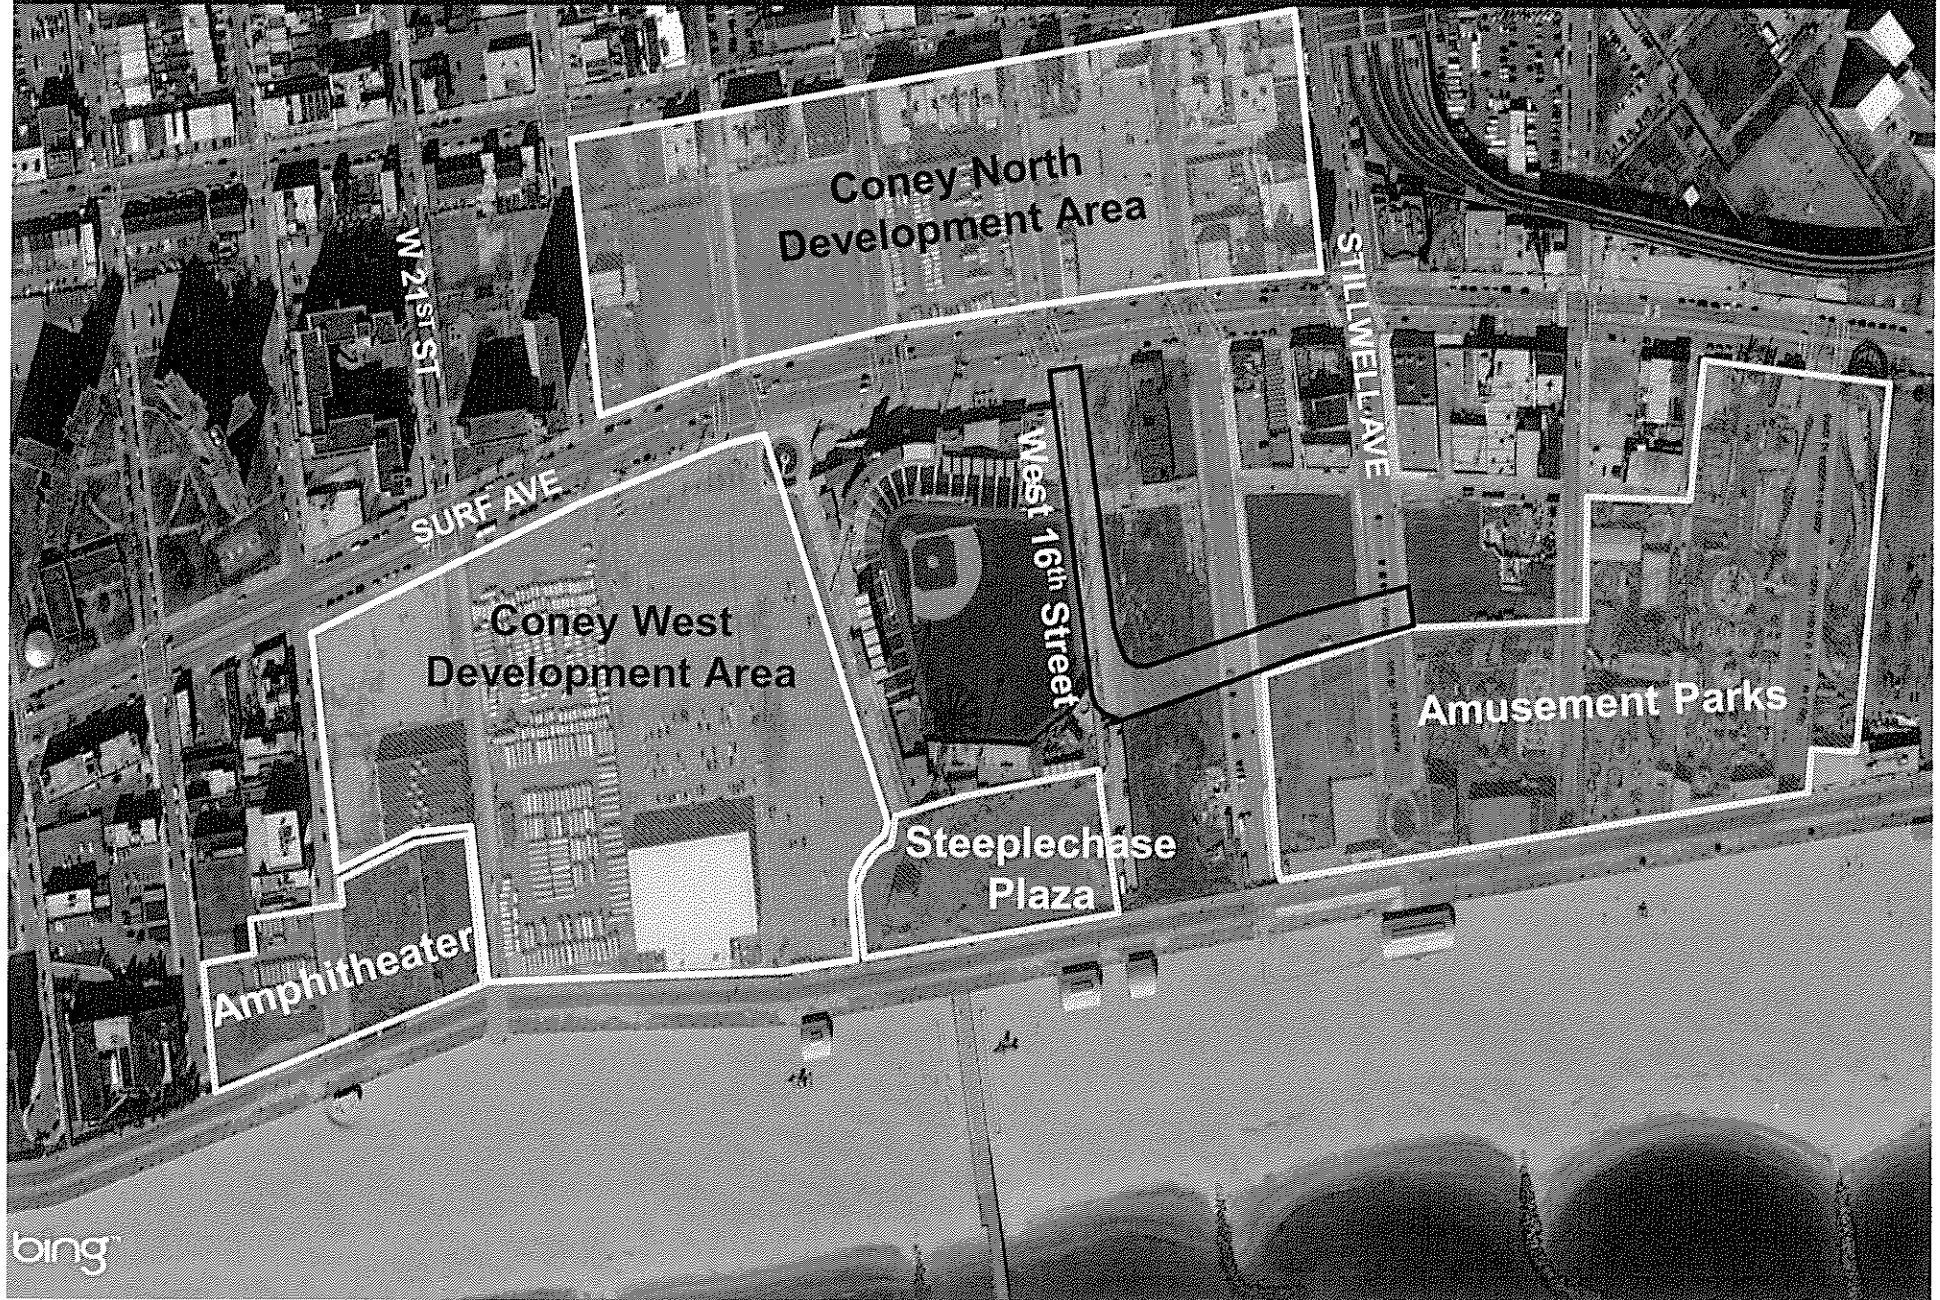 Coney North
Development Area
W 21ST ST
STILLWELL AVE
SURF AVE
West 16th Street
Coney West
Development Area
Amusement Parks
Steeplechase
Plaza
Amphitheater
bing™